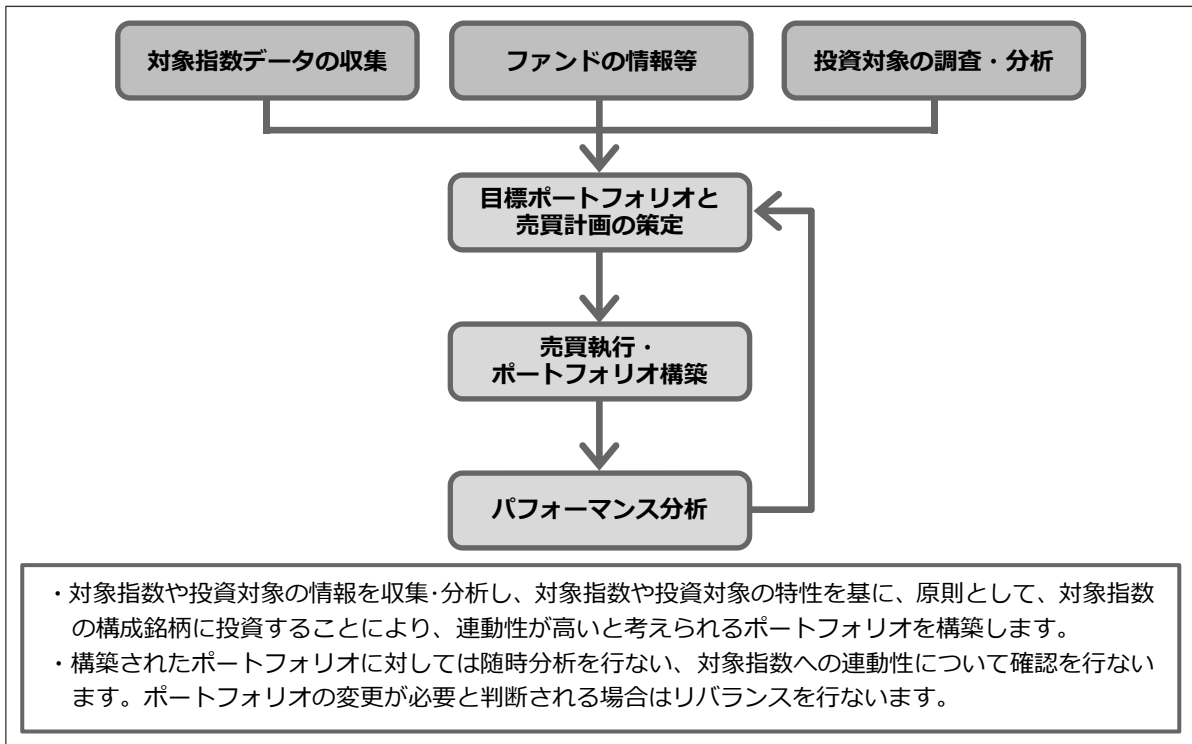 対象指数データの収集
ファンドの情報等
投資対象の調査・分析
目標ポートフォリオと
売買計画の策定
売買執行・
ポートフォリオ構築
パフォーマンス分析
・対象指数や投資対象の情報を収集･分析し、対象指数や投資対象の特性を基に、原則として、対象指数
の構成銘柄に投資することにより、連動性が高いと考えられるポートフォリオを構築します。
・構築されたポートフォリオに対しては随時分析を行ない、対象指数への連動性について確認を行ない
ます。ポートフォリオの変更が必要と判断される場合はリバランスを行ないます。